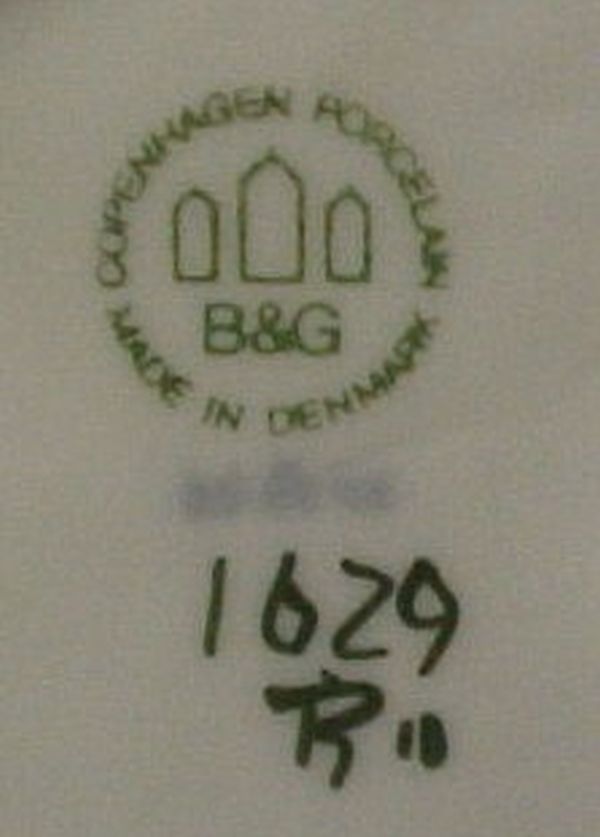 COPENHAGEN PORCELAIN
B&G
MADE IN DENMARK
1629